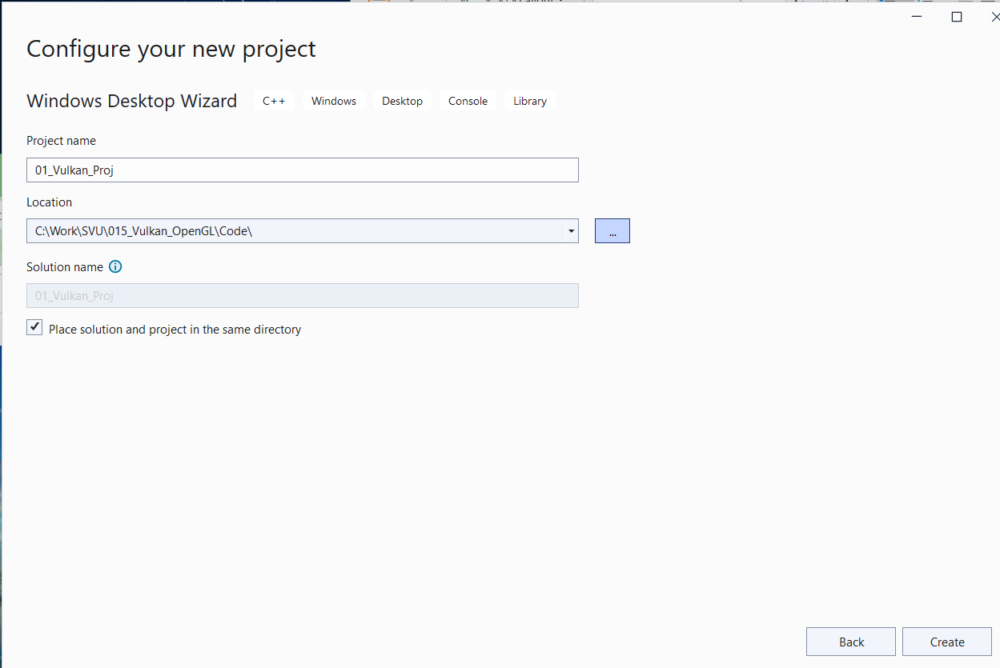 Configure your new project
Windows Desktop Wizard C++ Windows Desktop Console Library
Project name
01_Vulkan_Proj
Location
C:\Work\SVU\015_Vulkan_OpenGL\Code\
...
Solution name
01_Vulkan_Proj
Place solution and project in the same directory
Back Create